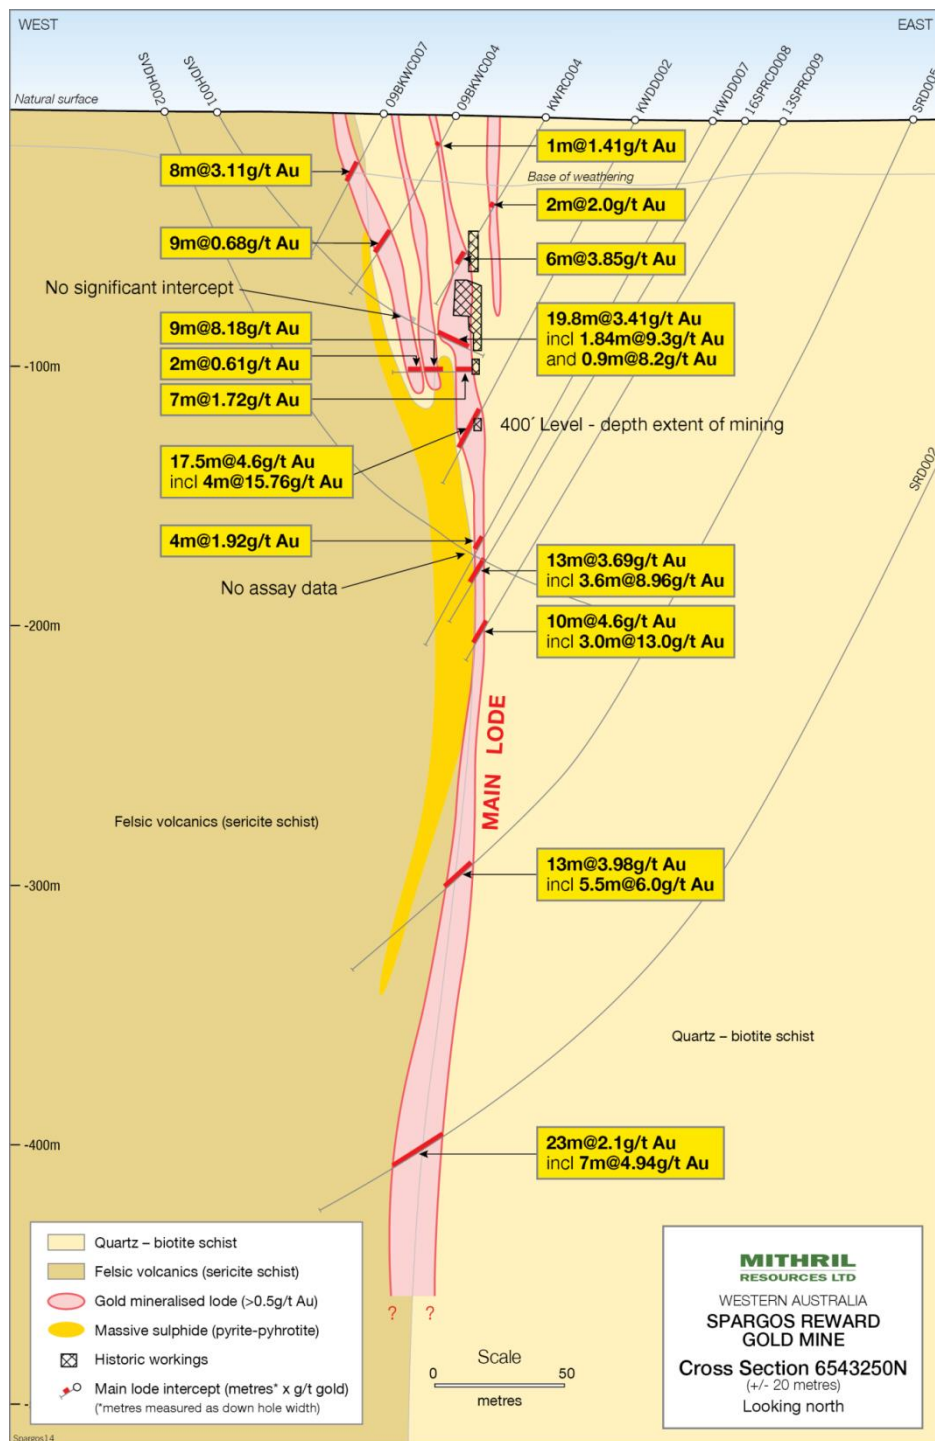 WEST
EAST
SVDH002
SVDH001
09BKWC007
09BKWC004
KWRC004
KWDD002
KWDD007
16SPRCD008
13SPRC009
SRD005
Natural surface
8m@3.11g/t Au
1m@1.41g/t Au
Base of weathering
2m@2.0g/t Au
9m@0.68g/t Au
6m@3.85g/t Au
No significant intercept
9m@8.18g/t Au
19.8m@3.41g/t Au
incl 1.84m@9.3g/t Au
and 0.9m@8.2g/t Au
2m@0.61g/t Au
-100m
7m@1.72g/t Au
400´ Level - depth extent of mining
17.5m@4.6g/t Au
incl 4m@15.76g/t Au
SRD002
4m@1.92g/t Au
13m@3.69g/t Au
incl 3.6m@8.96g/t Au
No assay data
10m@4.6g/t Au
incl 3.0m@13.0g/t Au
-200m
MAIN LODE
Felsic volcanics (sericite schist)
13m@3.98g/t Au
incl 5.5m@6.0g/t Au
-300m
Quartz – biotite schist
-400m
23m@2.1g/t Au
incl 7m@4.94g/t Au
Quartz – biotite schist
Felsic volcanics (sericite schist)
Gold mineralised lode (>0.5g/t Au)
Massive sulphide (pyrite-pyhrotite)
Historic workings
Main lode intercept (metres* x g/t gold)
(*metres measured as down hole width)
? ?
Scale
0 50
metres
MITHRIL
RESOURCES LTD
WESTERN AUSTRALIA
SPARGOS REWARD
GOLD MINE
Cross Section 6543250N
(+/- 20 metres)
Looking north
Spargos14